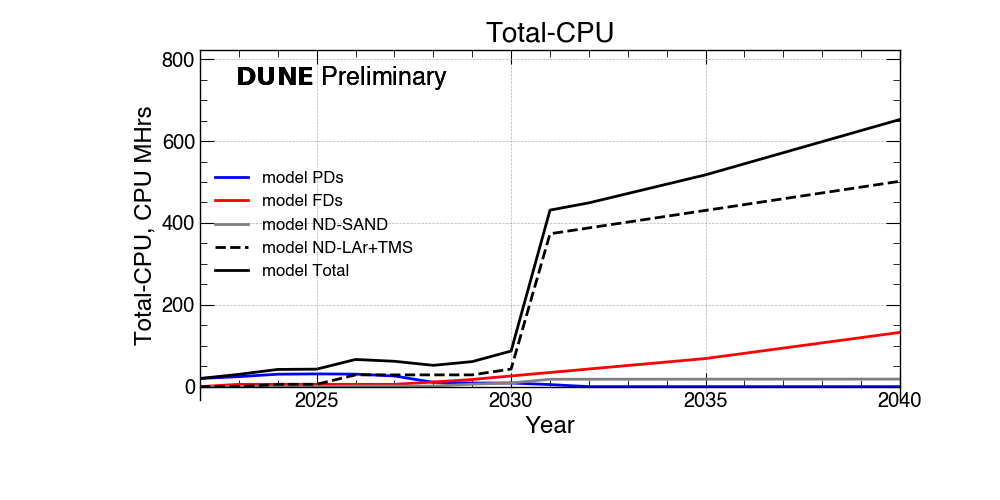 Total-CPU
DUNE Preliminary
Total-CPU, CPU MHrs
800
600
400
200
0
model PDs
model FDs
model ND-SAND
model ND-LAr+TMS
model Total
2025
2030
2035
2040
Year